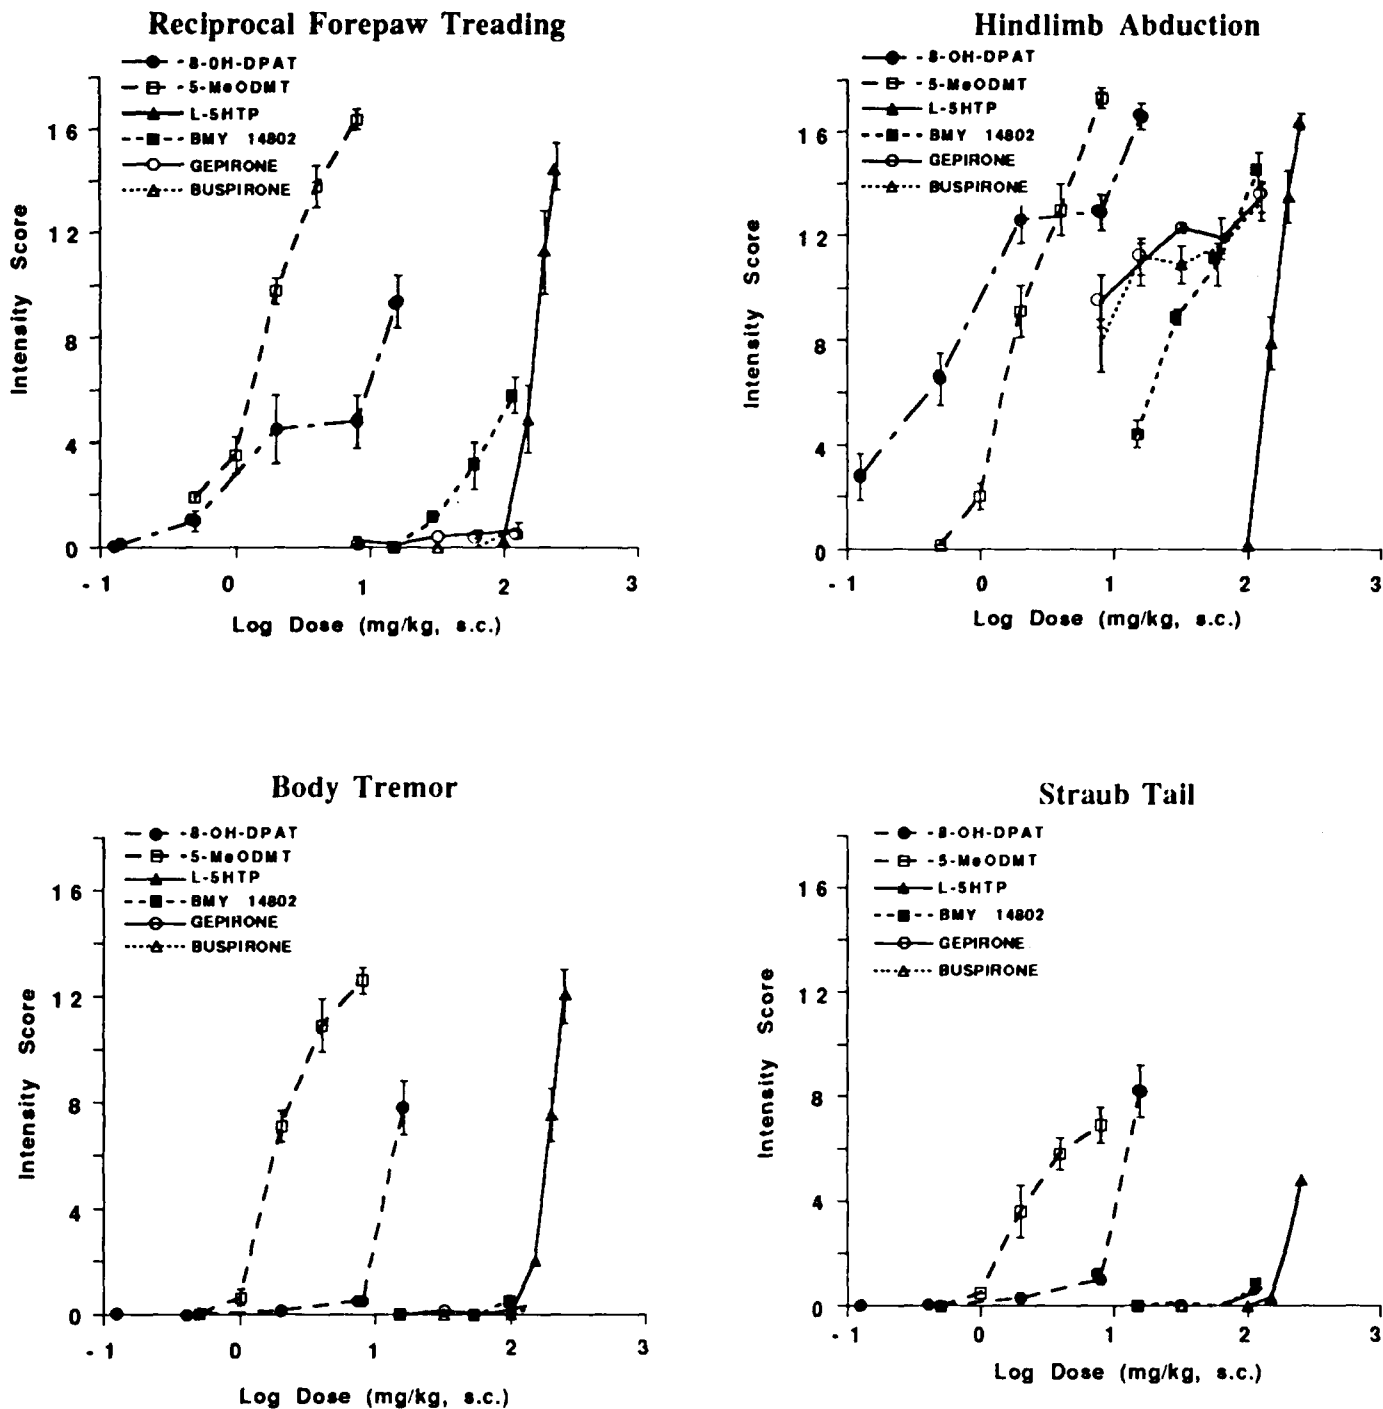 Reciprocal Forepaw Treading
8-OH-DPAT
5-MeODMT
L-5HTP
BMY 14802
GEPIRONE
BUSPIRONE
16
12
8
4
0
Intensity Score
-1 0 1 2 3
Log Dose (mg/kg, s.c.)
Hindlimb Abduction
8-OH-DPAT
5-MeODMT
L-5HTP
BMY 14802
GEPIRONE
BUSPIRONE
16
12
8
4
0
Intensity Score
-1 0 1 2 3
Log Dose (mg/kg, s.c.)
Body Tremor
8-OH-DPAT
5-MeODMT
L-5HTP
BMY 14802
GEPIRONE
BUSPIRONE
16
12
8
4
0
Intensity Score
-1 0 1 2 3
Log Dose (mg/kg, s.c.)
Straub Tail
8-OH-DPAT
5-MeODMT
L-5HTP
BMY 14802
GEPIRONE
BUSPIRONE
16
12
8
4
0
Intensity Score
-1 0 1 2 3
Log Dose (mg/kg, s.c.)